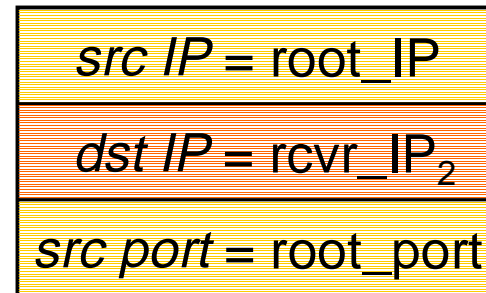 src IP = root_IP
dst IP = rcvr_IP₂
src port = root_port